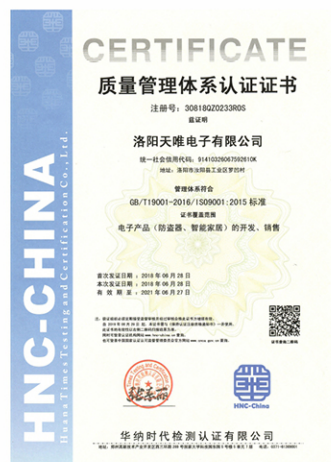 CERTIFICATE
质量管理体系认证证书
注册号：30818QZ0233R0S
兹证明
洛阳天唯电子有限公司
统一社会信用代码：91410326067592610K
地址：洛阳市汝阳县工业区罗凹村
管理体系符合
GB/T19001-2016/ISO9001:2015 标准
证书覆盖范围
电子产品（防盗器、智能家居）的开发、销售
首次发证日期：2018 年 06 月 28 日
本次发证日期：2018 年 06 月 28 日
有 效 期 至：2021 年 06 月 27 日
证书查询二维码
HNC-CHINA
Huana Times Testing and Certification Co., Ltd.
HNC-China
华纳时代检测认证有限公司